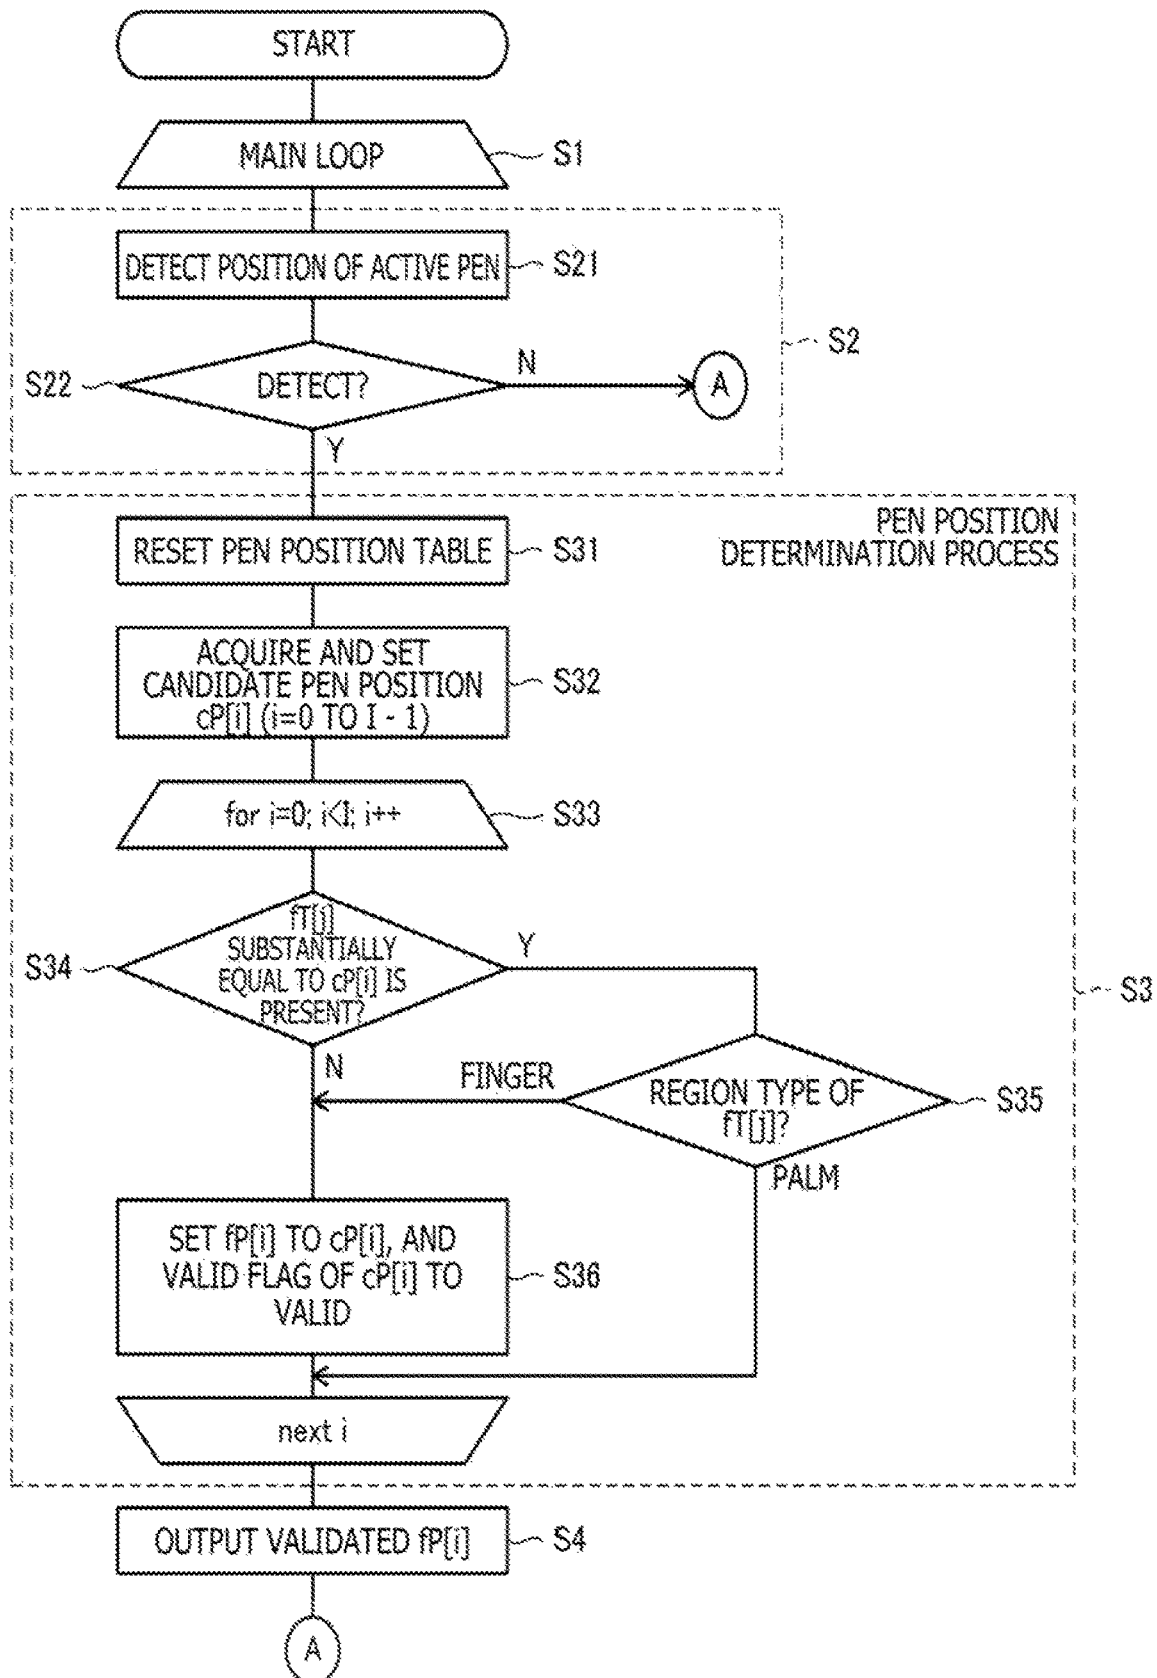 START
MAIN LOOP
S1
DETECT POSITION OF ACTIVE PEN
S21
S2
S22
DETECT?
N
A
Y
PEN POSITION
DETERMINATION PROCESS
RESET PEN POSITION TABLE
S31
ACQUIRE AND SET
CANDIDATE PEN POSITION
cP[i] (i=0 TO I - 1)
S32
for i=0; i<I; i++
S33
fT[j]
SUBSTANTIALLY
EQUAL TO cP[i] IS
PRESENT?
S34
Y
S3
N
FINGER
REGION TYPE OF
fT[j]?
S35
PALM
SET fP[i] TO cP[i], AND
VALID FLAG OF cP[i] TO
VALID
S36
next i
OUTPUT VALIDATED fP[i]
S4
A